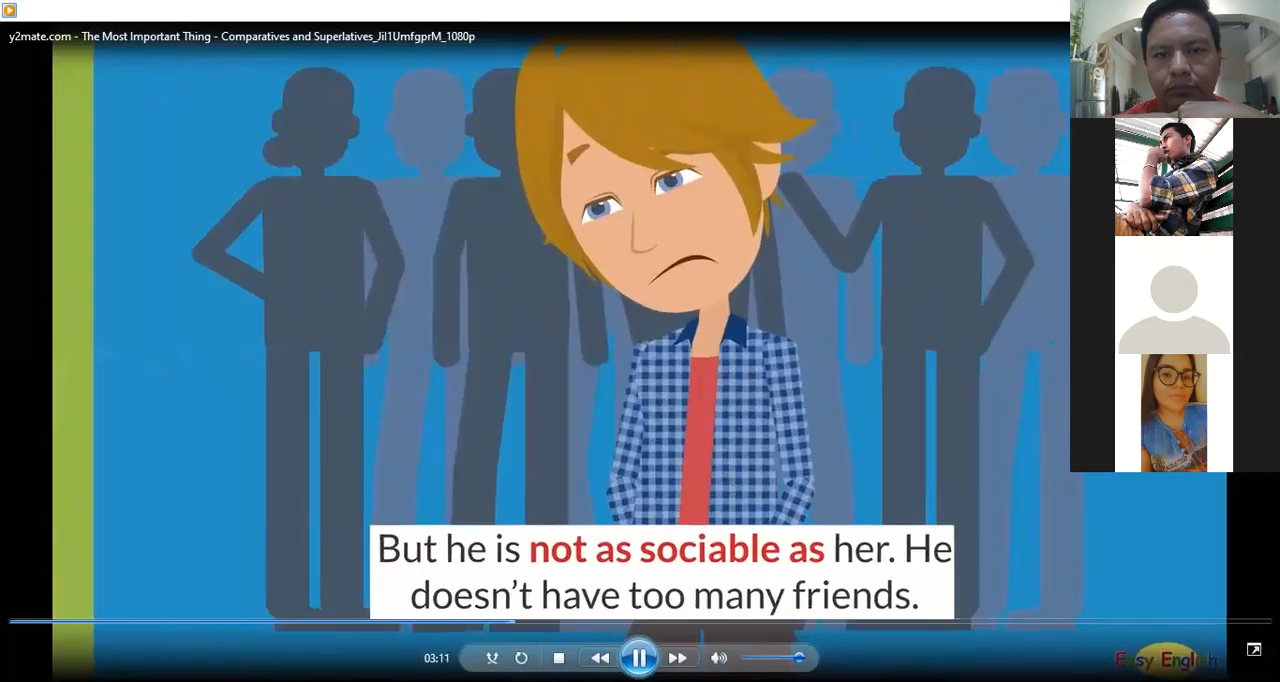 y2mate.com - The Most Important Thing - Comparatives and Superlatives_Jil1UmfgprM_1080p
But he is not as sociable as her. He
doesn't have too many friends.
03:11
Easy English